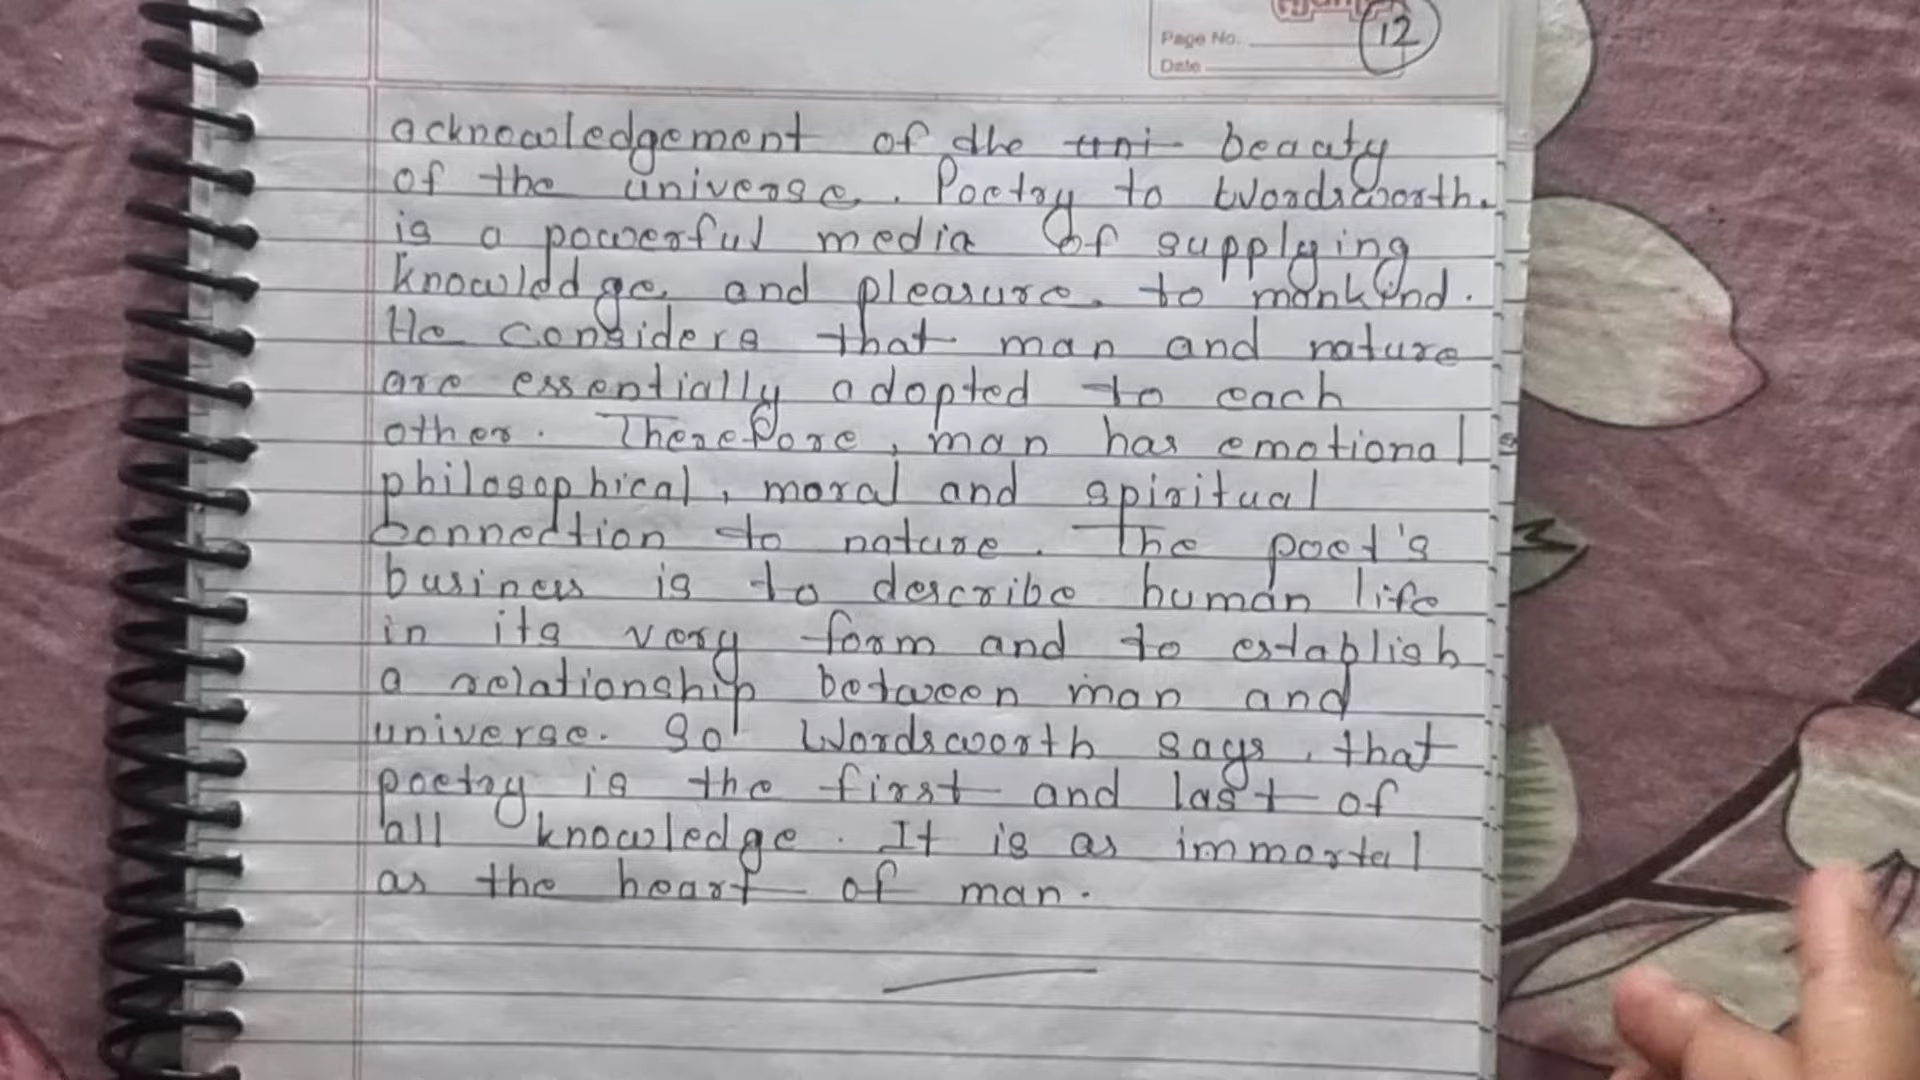 12
Page No.
Date
acknowledgement of the uni beauty
of the universe. Poetry to Wordsworth.
is a powerful media of supplying
knowlddge and pleasure to mankind.
He considers that man and nature
are essentially adopted to each
other. Therefore, man has emotional
philosophical, moral and spiritual
connection to nature. The poet's
business is to describe human life
in its very form and to establish
a relationship between man and
universe. So Wordsworth says, that
poetry is the first and last of
all knowledge. It is as immortal
as the heart of man.